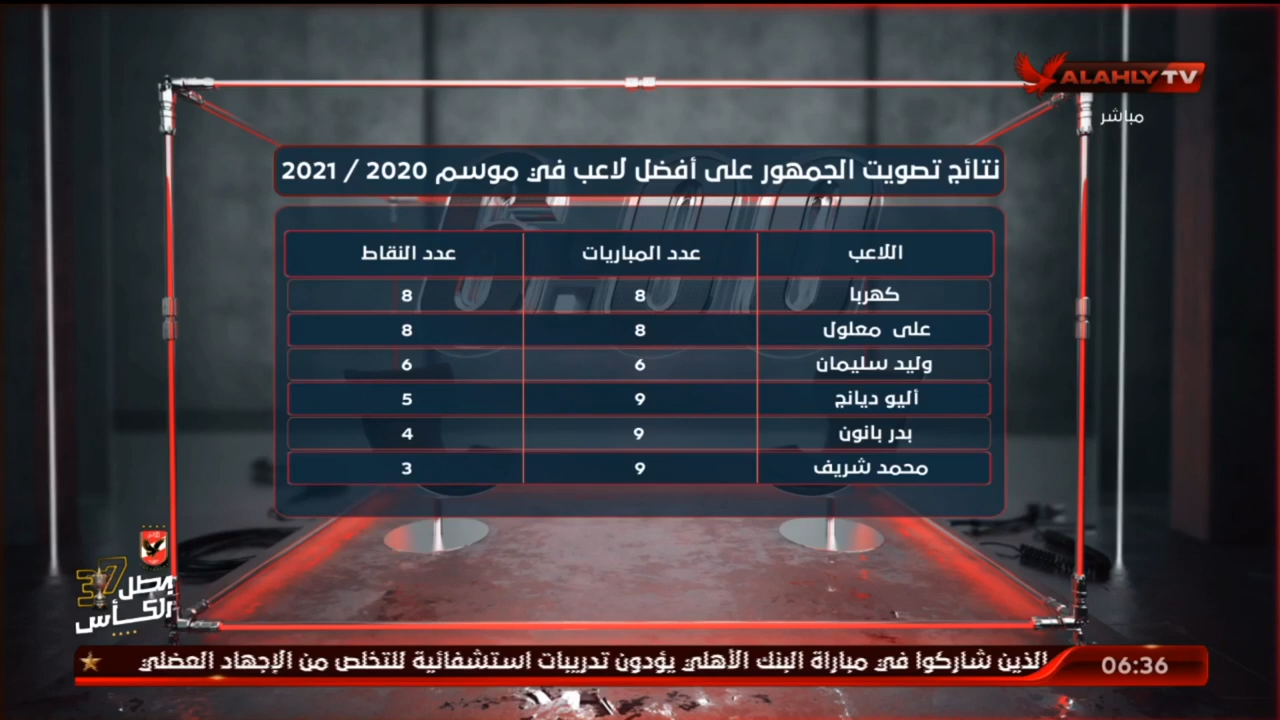 ALAHLY TV
مباشر
نتائج تصويت الجمهور على أفضل لاعب في موسم 2020 / 2021
اللاعب عدد المباريات عدد النقاط
كهربا 8 8
على معلول 8 8
وليد سليمان 6 6
أليو ديانج 9 5
بدر بانون 9 4
محمد شريف 9 3
بطل 37
الكأس
الذين شاركوا في مباراة البنك الأهلي يؤدون تدريبات استشفائية للتخلص من الإجهاد العضلي
06:36